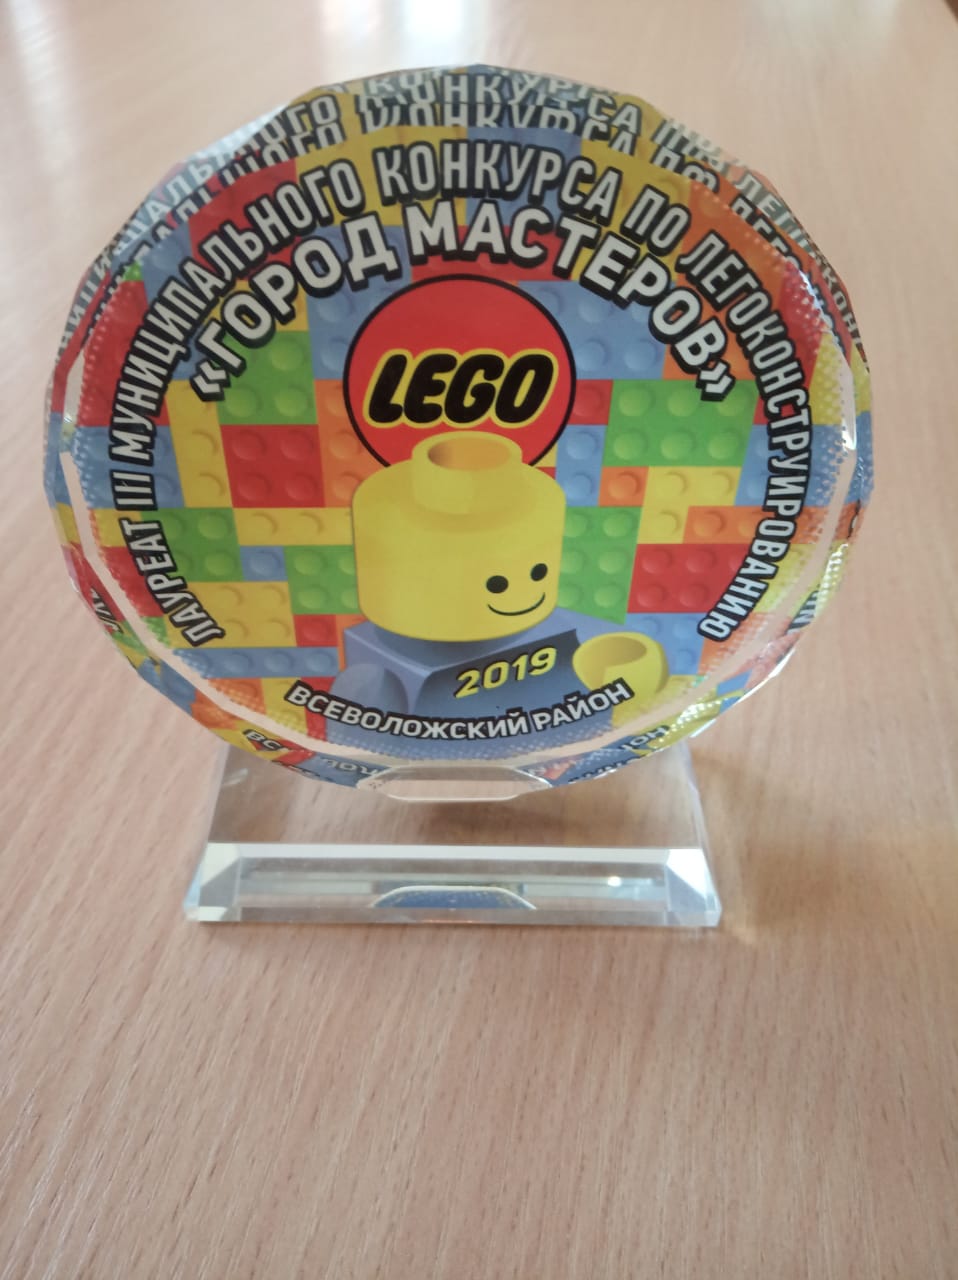 ЛАУРЕАТ III МУНИЦИПАЛЬНОГО КОНКУРСА ПО ЛЕГОКОНСТРУИРОВАНИЮ
«ГОРОД МАСТЕРОВ»
LEGO
2019
ВСЕВОЛОЖСКИЙ РАЙОН